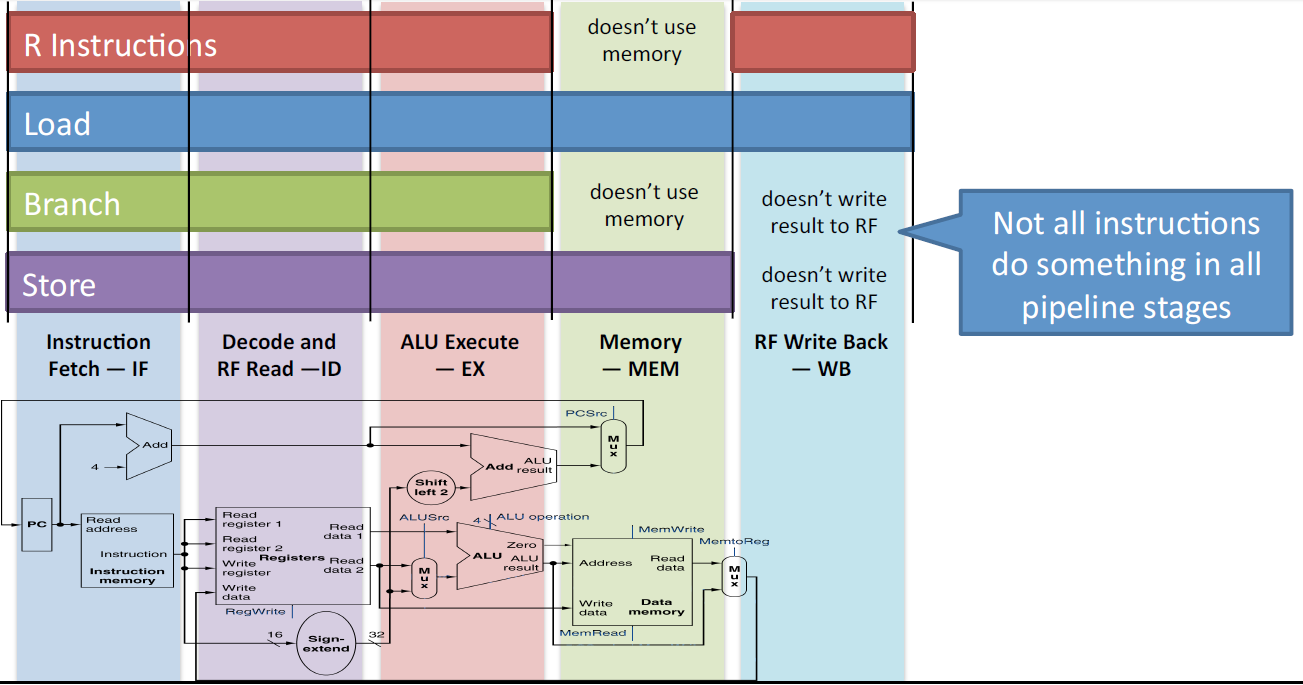 R Instructions
doesn't use
memory
Load
Branch
doesn't use
memory
doesn't write
result to RF
Store
doesn't write
result to RF
Not all instructions
do something in all
pipeline stages
Instruction
Fetch — IF
Decode and
RF Read —ID
ALU Execute
— EX
Memory
— MEM
RF Write Back
— WB
PCSrc
Add
4
Mux
Add
ALU
result
Shift
left 2
PC
Read
address
Instruction
Instruction
memory
Read
register 1
Read
register 2
Write
register
Write
data
Registers
Read
data 1
Read
data 2
RegWrite
16
Sign-
extend
32
ALUSrc
Mux
4
ALU operation
ALU
Zero
ALU
result
MemWrite
Address
Read
data
Write
data
Data
memory
MemRead
MemtoReg
Mux